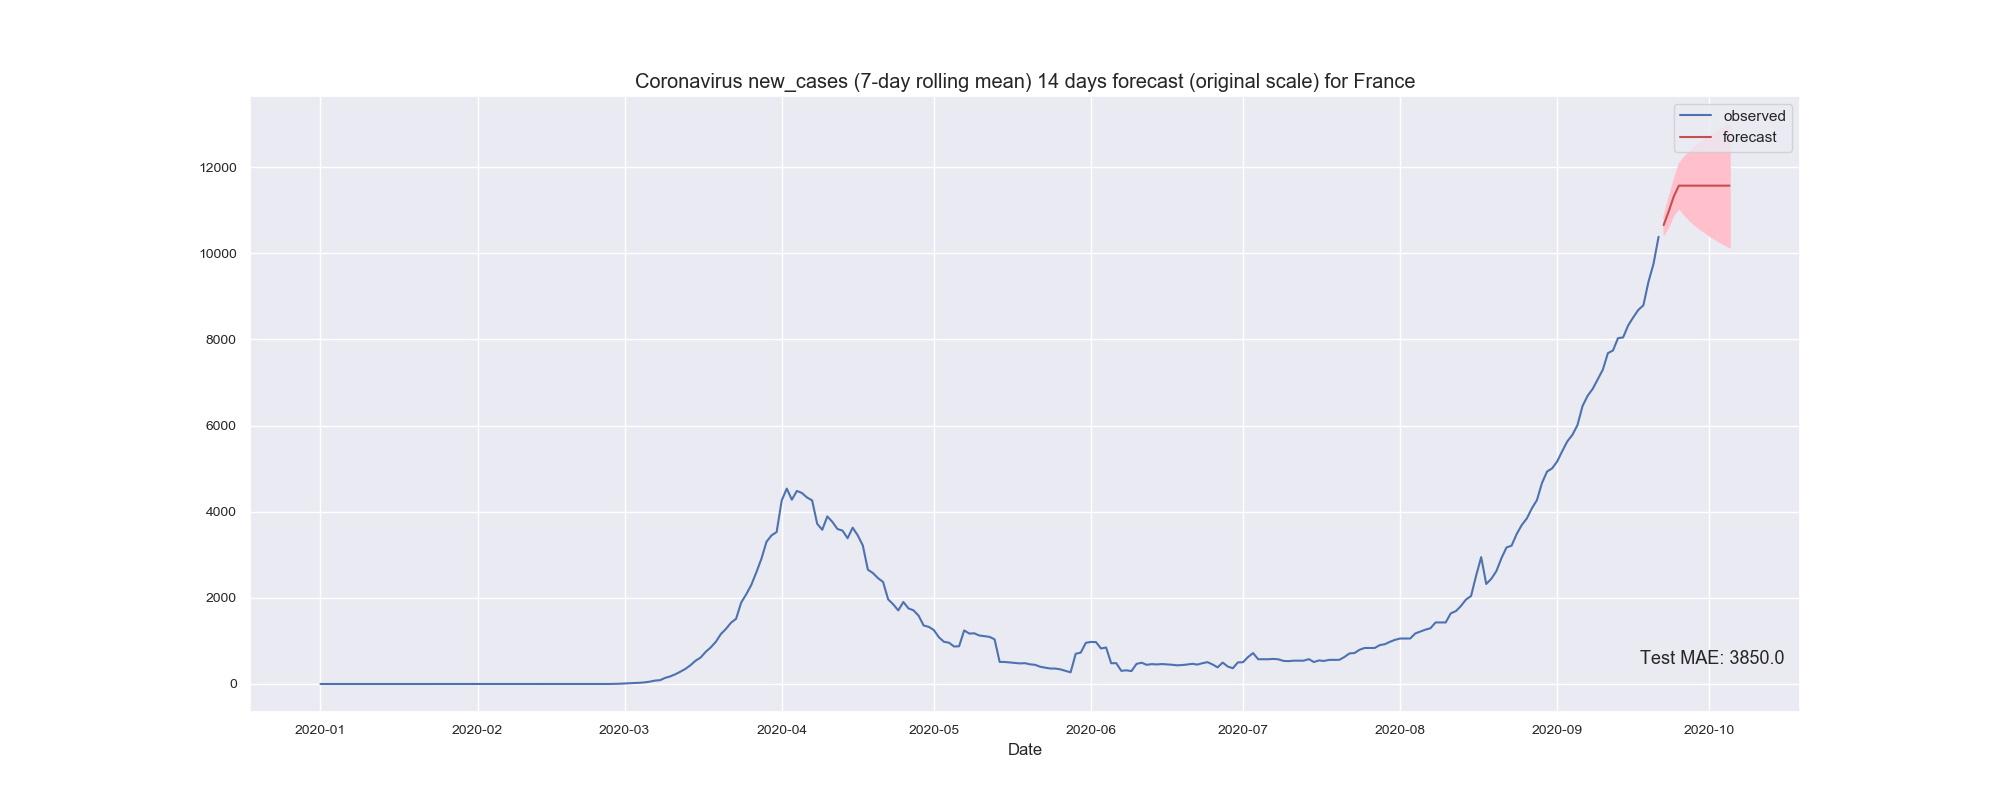 Coronavirus new_cases (7-day rolling mean) 14 days forecast (original scale) for France
observed
forecast
12000
10000
8000
6000
4000
2000
0
Test MAE: 3850.0
2020-01 2020-02 2020-03 2020-04 2020-05 2020-06 2020-07 2020-08 2020-09 2020-10
Date